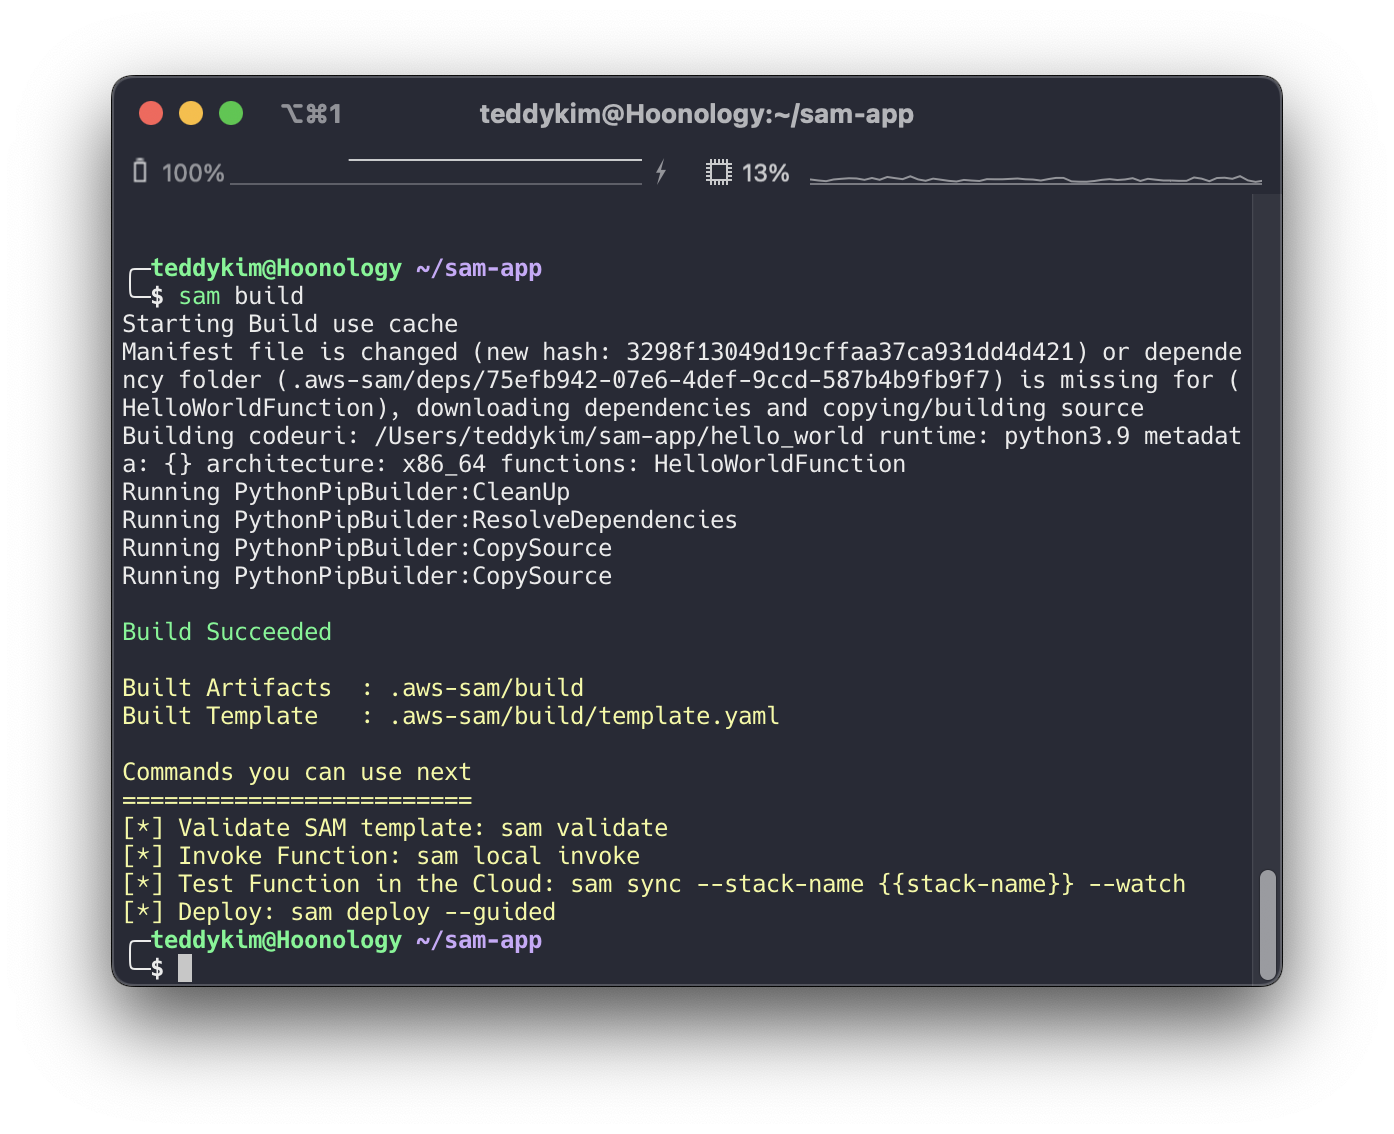 ⌥⌘1 teddykim@Hoonology:~/sam-app
100% 13%
teddykim@Hoonology ~/sam-app
$ sam build
Starting Build use cache
Manifest file is changed (new hash: 3298f13049d19cffaa37ca931dd4d421) or depende
ncy folder (.aws-sam/deps/75efb942-07e6-4def-9ccd-587b4b9fb9f7) is missing for (
HelloWorldFunction), downloading dependencies and copying/building source
Building codeuri: /Users/teddykim/sam-app/hello_world runtime: python3.9 metadat
a: {} architecture: x86_64 functions: HelloWorldFunction
Running PythonPipBuilder:CleanUp
Running PythonPipBuilder:ResolveDependencies
Running PythonPipBuilder:CopySource
Running PythonPipBuilder:CopySource
Build Succeeded
Built Artifacts  : .aws-sam/build
Built Template   : .aws-sam/build/template.yaml
Commands you can use next
=========================
[*] Validate SAM template: sam validate
[*] Invoke Function: sam local invoke
[*] Test Function in the Cloud: sam sync --stack-name {{stack-name}} --watch
[*] Deploy: sam deploy --guided
teddykim@Hoonology ~/sam-app
$